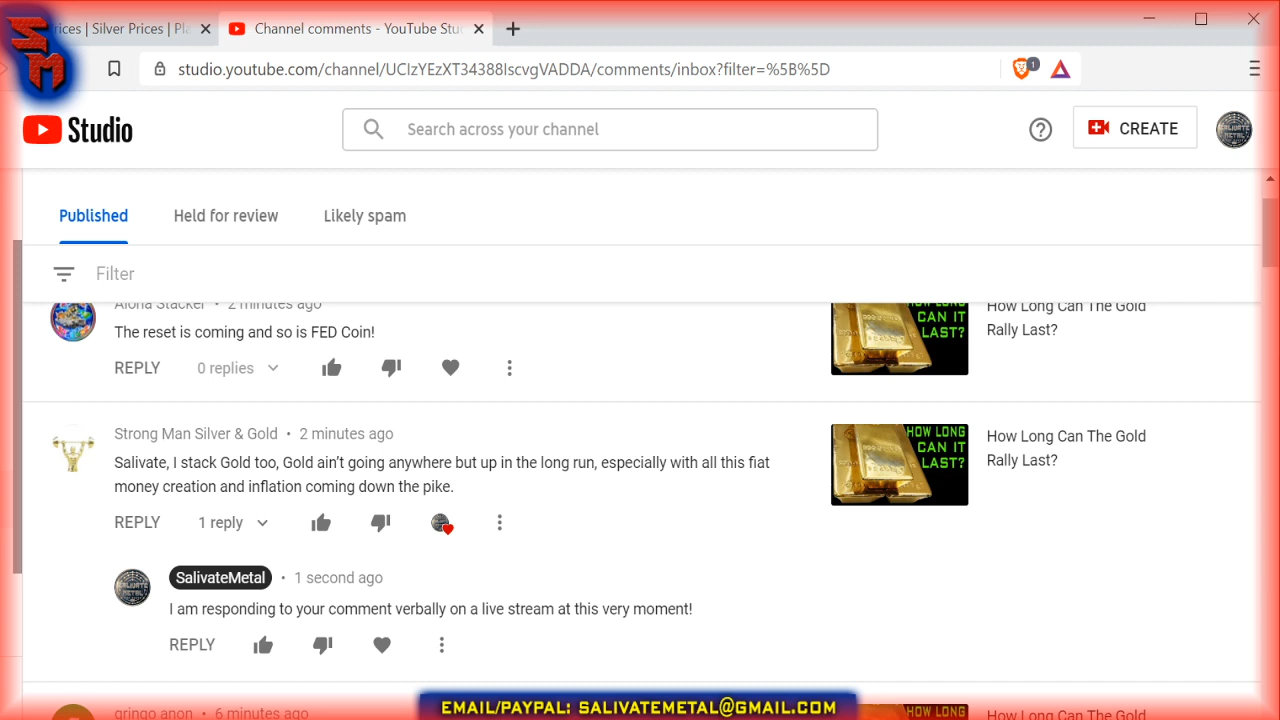 SM
rices | Silver Prices | Pla
Channel comments - YouTube Stu
studio.youtube.com/channel/UCIzYEzXT34388IscvgVADDA/comments/inbox?filter=%5B%5D
1
Studio
Search across your channel
CREATE
Published
Held for review
Likely spam
Filter
Aloha Stacker • 2 minutes ago
The reset is coming and so is FED Coin!
REPLY 0 replies
LONG
CAN IT
LAST?
How Long Can The Gold
Rally Last?
Strong Man Silver & Gold • 2 minutes ago
Salivate, I stack God too, Gold ain't going anywhere but up in the long run, especially with all this fiat
money creation and inflation coming down the pike.
REPLY 1 reply
HOW LONG
CAN IT
LAST?
How Long Can The Gold
Rally Last?
SalivateMetal • 1 second ago
I am responding to your comment verbally on a live stream at this very moment!
REPLY
gringo anon • 6 minutes ago
HOW LONG
How Long Can The Gold
EMAIL/PAYPAL: SALIVATEMETAL@GMAIL.COM